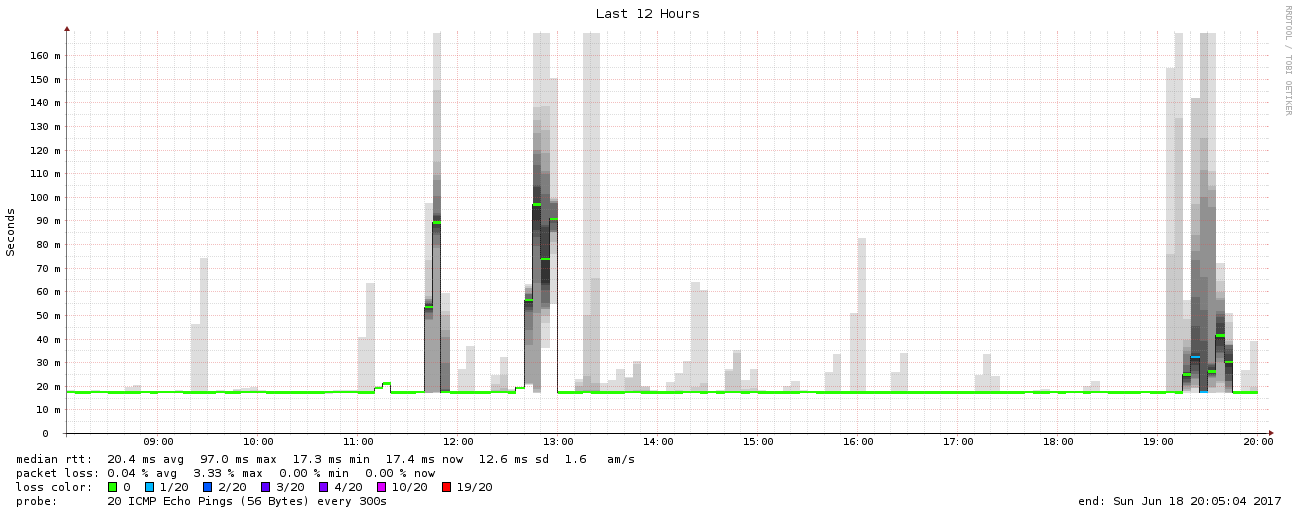 Last 12 Hours
RRDTOOL / TOBI OETIKER
Seconds
160 m
150 m
140 m
130 m
120 m
110 m
100 m
90 m
80 m
70 m
60 m
50 m
40 m
30 m
20 m
10 m
0
09:00 10:00 11:00 12:00 13:00 14:00 15:00 16:00 17:00 18:00 19:00 20:00
median rtt: 20.4 ms avg 97.0 ms max 17.3 ms min 17.4 ms now 12.6 ms sd 1.6 am/s
packet loss: 0.04 % avg 3.33 % max 0.00 % min 0.00 % now
loss color: 0 1/20 2/20 3/20 4/20 10/20 19/20
probe: 20 ICMP Echo Pings (56 Bytes) every 300s end: Sun Jun 18 20:05:04 2017